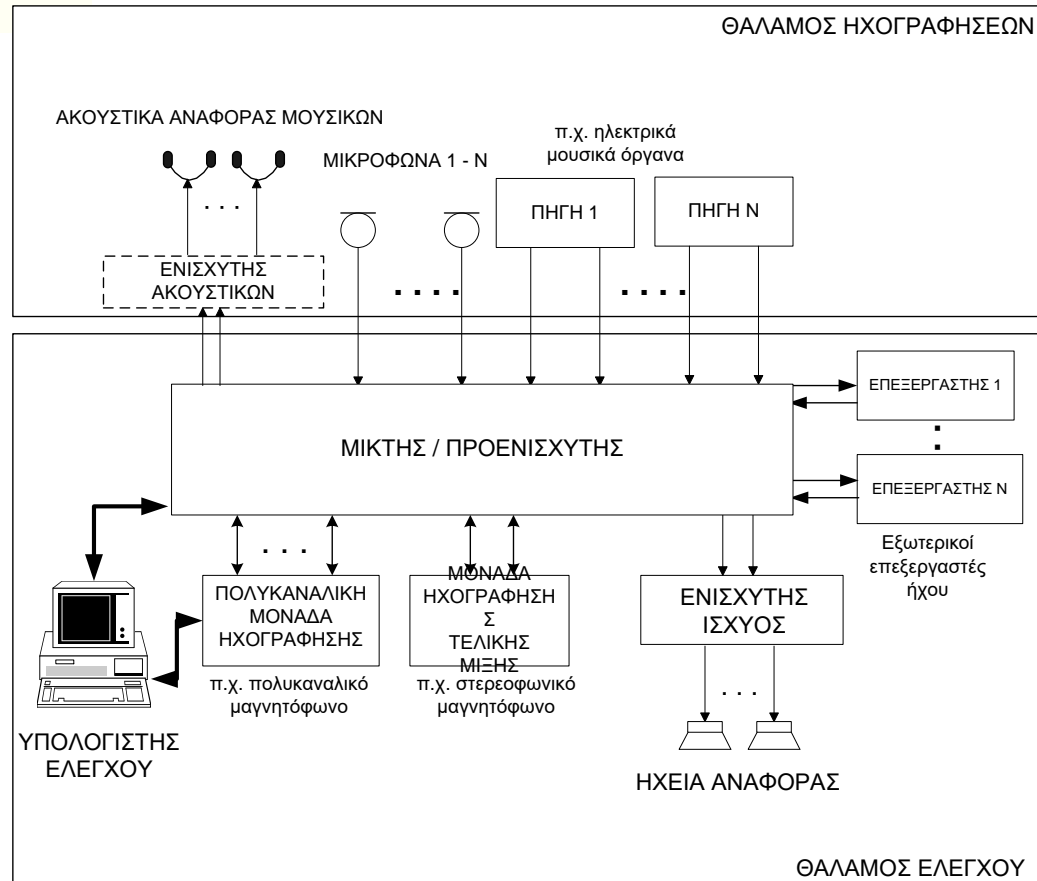 ΘΑΛΑΜΟΣ ΗΧΟΓΡΑΦΗΣΕΩΝ
ΑΚΟΥΣΤΙΚΑ ΑΝΑΦΟΡΑΣ ΜΟΥΣΙΚΩΝ
ΜΙΚΡΟΦΩΝΑ 1 - Ν
π.χ. ηλεκτρικά
μουσικά όργανα
ΠΗΓΗ 1
ΠΗΓΗ Ν
. . .
ΕΝΙΣΧΥΤΗΣ
ΑΚΟΥΣΤΙΚΩΝ
. . . .
. . . .
ΜΙΚΤΗΣ / ΠΡΟΕΝΙΣΧΥΤΗΣ
ΕΠΕΞΕΡΓΑΣΤΗΣ 1
. .
ΕΠΕΞΕΡΓΑΣΤΗΣ Ν
Εξωτερικοί
επεξεργαστές
ήχου
. . .
ΠΟΛΥΚΑΝΑΛΙΚΗ
ΜΟΝΑΔΑ
ΗΧΟΓΡΑΦΗΣΗΣ
π.χ. πολυκαναλικό
μαγνητόφωνο
ΜΟΝΑΔΑ
ΗΧΟΓΡΑΦΗΣΗ
Σ
ΤΕΛΙΚΗΣ
ΜΙΞΗΣ
π.χ. στερεοφωνικό
μαγνητόφωνο
ΕΝΙΣΧΥΤΗΣ
ΙΣΧΥΟΣ
. . .
ΗΧΕΙΑ ΑΝΑΦΟΡΑΣ
ΥΠΟΛΟΓΙΣΤΗΣ
ΕΛΕΓΧΟΥ
ΘΑΛΑΜΟΣ ΕΛΕΓΧΟΥ